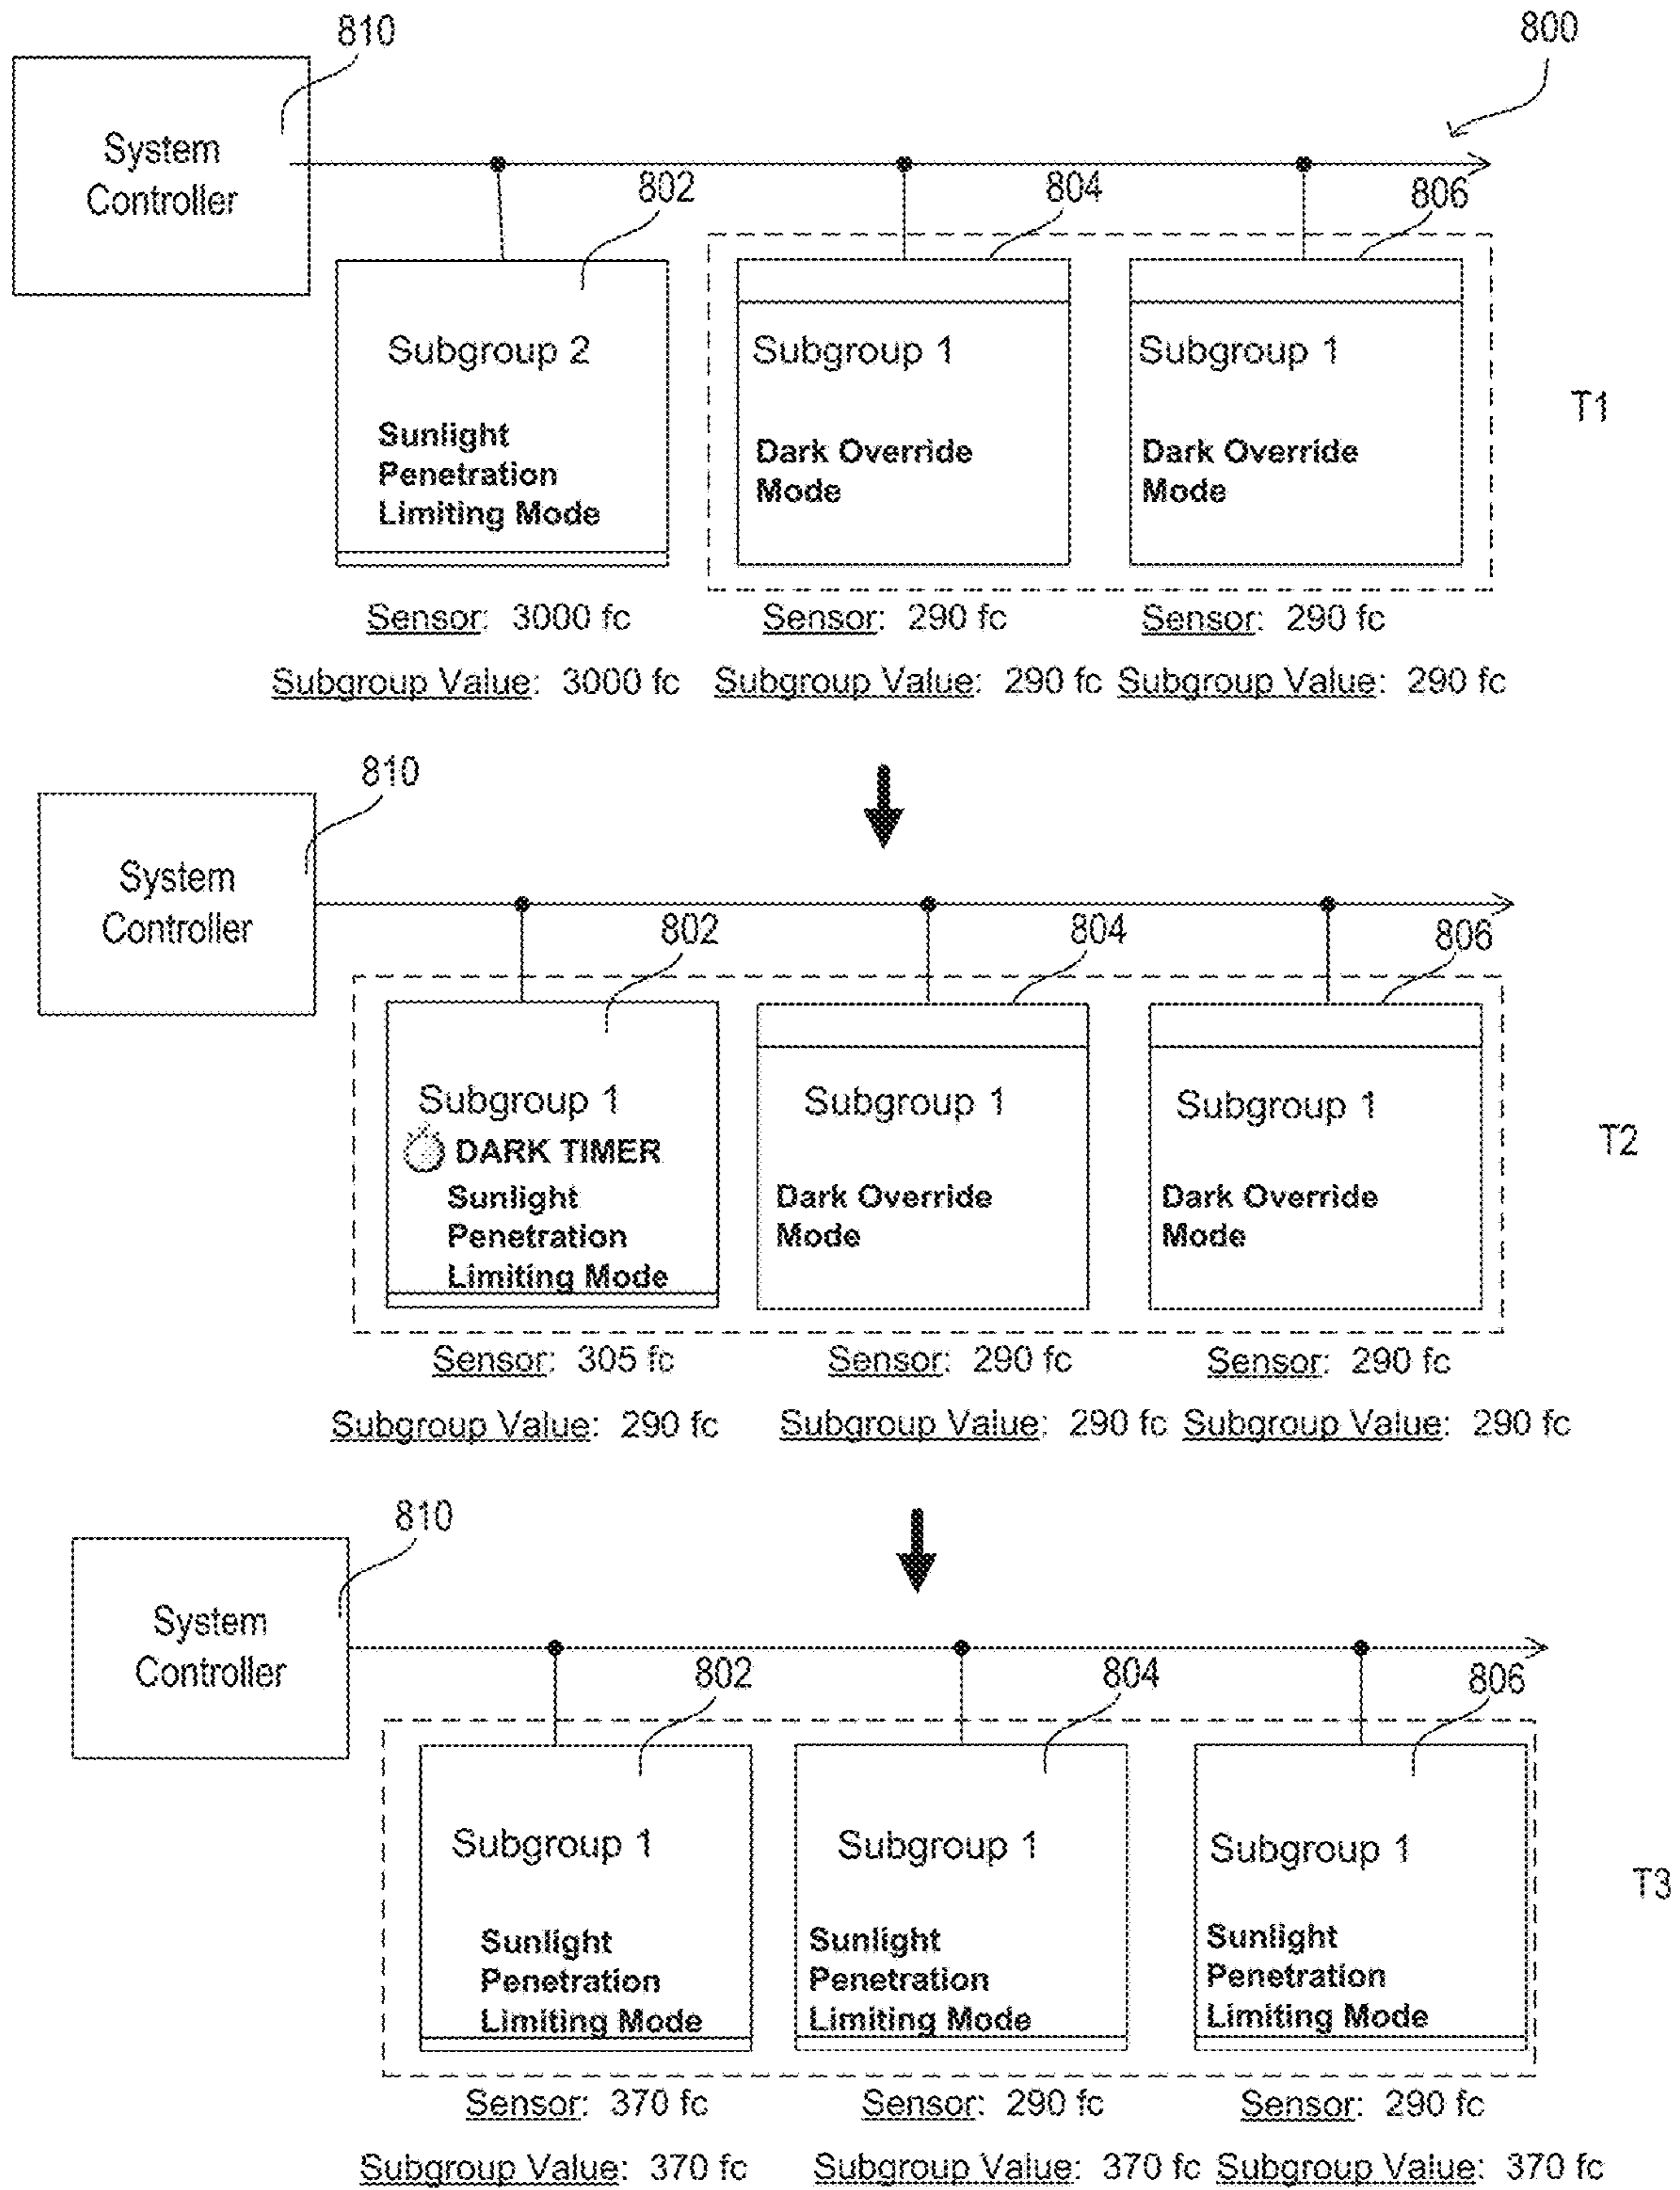 810
800
System
Controller
802
804
806
Subgroup 2
Subgroup 1
Subgroup 1
T1
Sunlight
Penetration
Limiting Mode
Dark Override
Mode
Dark Override
Mode
Sensor: 3000 fc
Sensor: 290 fc
Sensor: 290 fc
Subgroup Value: 3000 fc
Subgroup Value: 290 fc
Subgroup Value: 290 fc
810
System
Controller
802
804
806
Subgroup 1
Subgroup 1
Subgroup 1
T2
DARK TIMER
Sunlight
Penetration
Limiting Mode
Dark Override
Mode
Dark Override
Mode
Sensor: 305 fc
Sensor: 290 fc
Sensor: 290 fc
Subgroup Value: 290 fc
Subgroup Value: 290 fc
Subgroup Value: 290 fc
810
System
Controller
802
804
806
Subgroup 1
Subgroup 1
Subgroup 1
T3
Sunlight
Penetration
Limiting Mode
Sunlight
Penetration
Limiting Mode
Sunlight
Penetration
Limiting Mode
Sensor: 370 fc
Sensor: 290 fc
Sensor: 290 fc
Subgroup Value: 370 fc
Subgroup Value: 370 fc
Subgroup Value: 370 fc